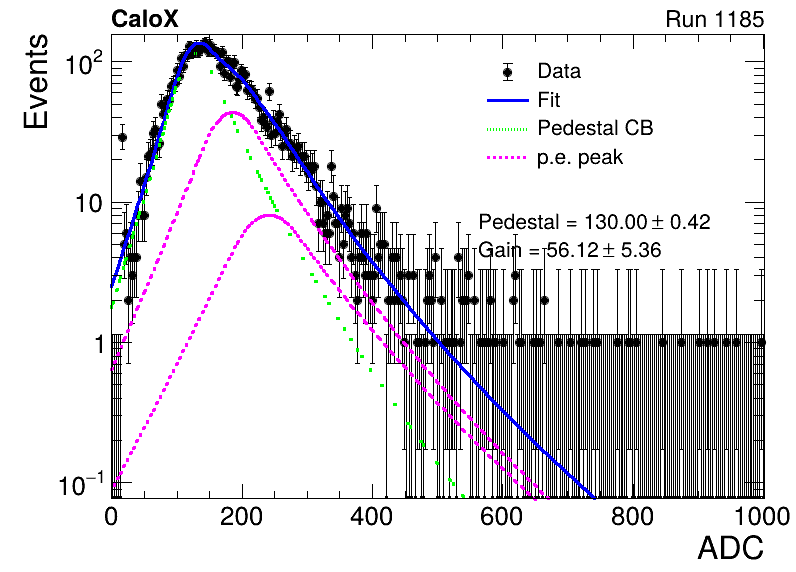 CaloX Run 1185
Events
10²
10
1
10⁻¹
Data
Fit
Pedestal CB
p.e. peak
Pedestal = 130.00 ± 0.42
Gain = 56.12 ± 5.36
0 200 400 600 800 1000
ADC